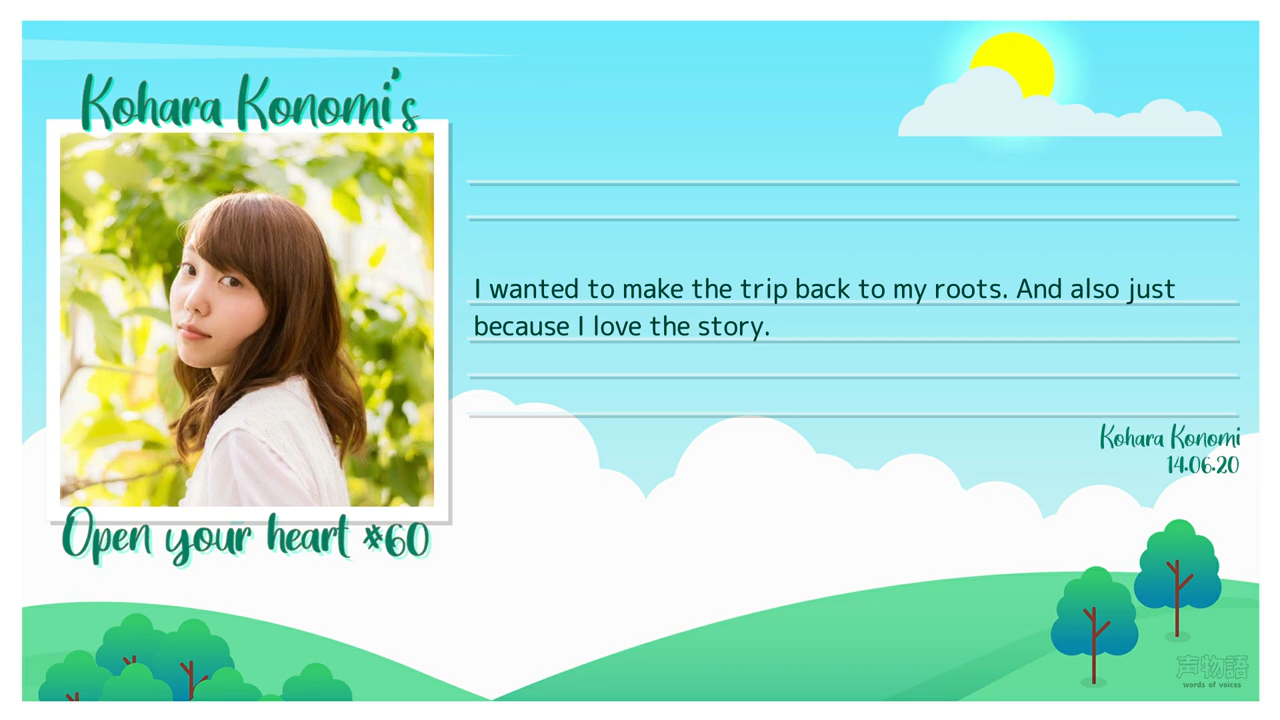 Kohara Konomi's
I wanted to make the trip back to my roots. And also just
because I love the story.
Kohara Konomi
14.06.20
Open your heart #60
声物語
words of voices